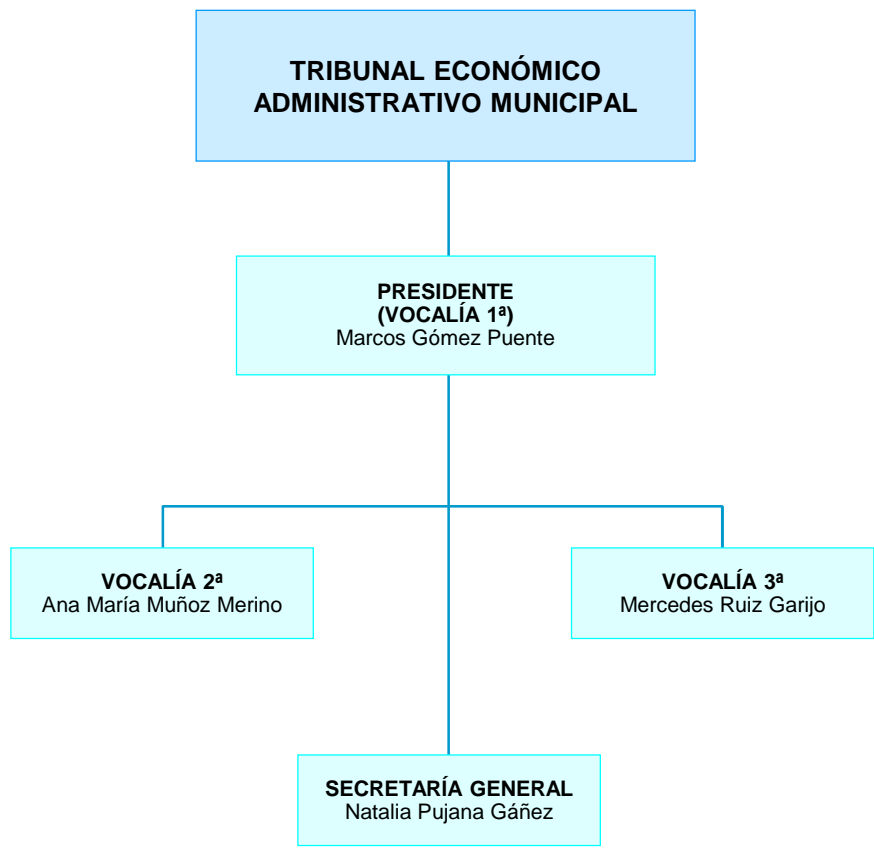 TRIBUNAL ECONÓMICO
ADMINISTRATIVO MUNICIPAL
PRESIDENTE
(VOCALÍA 1ª)
Marcos Gómez Puente
VOCALÍA 2ª
Ana María Muñoz Merino
VOCALÍA 3ª
Mercedes Ruiz Garijo
SECRETARÍA GENERAL
Natalia Pujana Gáñez